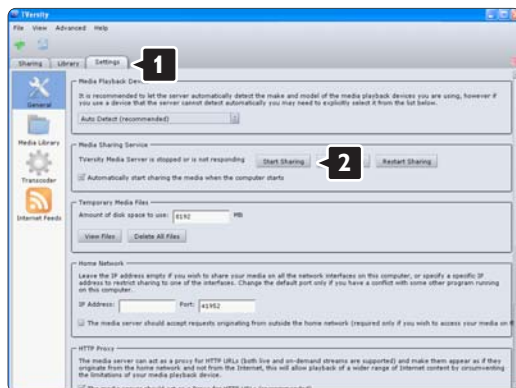 TVersity
File View Advanced Help
Sharing Library Settings
1
General
Media Library
Transcoder
Internet Feeds
Media Playback
It is recommended to let the server automatically detect the make and model of the media playback devices you are using, however if
you use a device that the server cannot detect automatically you may need to explicitly select it from the list below.
Auto Detect (recommended)
Media Sharing Service
TVersity Media Server is stopped or is not responding Start Sharing 2 Restart Sharing
Automatically start sharing the media when the computer starts
Temporary Media Files
Amount of disk space to use: 8192 MB
View Files Delete All Files
Home Network
Leave the IP address empty if you wish to share your media on all the network interfaces on this computer, or specify a specific IP
address to restrict sharing to one of the interfaces. Change the default port only if you have a conflict with some other program running
on this computer.
IP Address: Port: 41952
The media server should accept requests originating from outside the home network (required only if you wish to access your media on
HTTP Proxy
The media server can act as a proxy for HTTP URLs (both live and on-demand streams are supported) and make them appear as if they
originate from the home network and not from the Internet, this will allow playback of a wider range of Internet content by circumventing
the limitations of your media playback device.